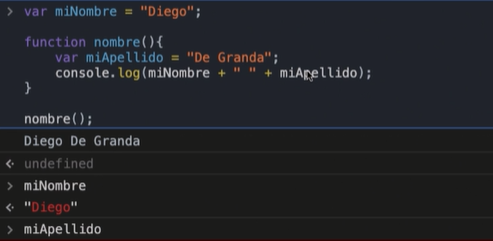 > var miNombre = "Diego";
function nombre(){
var miApellido = "De Granda";
console.log(miNombre + " " + miApellido);
}
nombre();
Diego De Granda
<· undefined
> miNombre
<· "Diego"
> miApellido